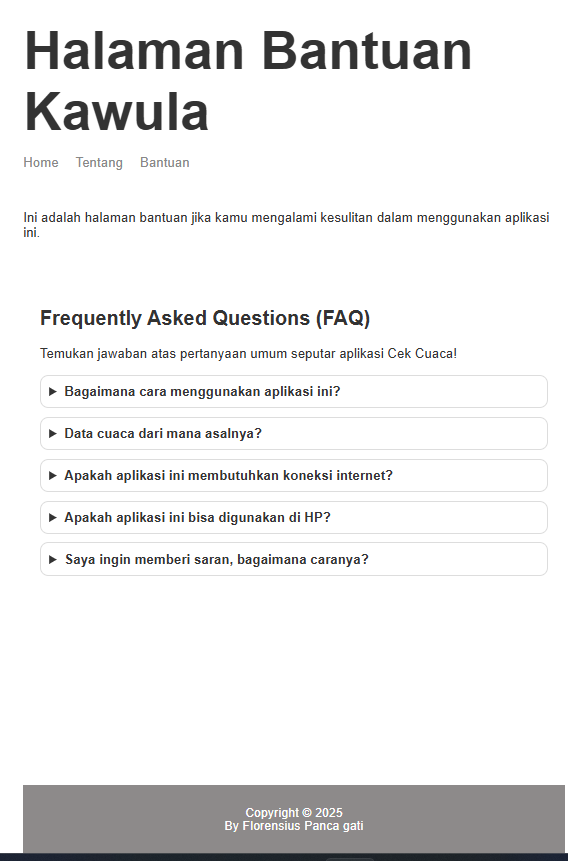 Halaman Bantuan
Kawula
Home Tentang Bantuan
Ini adalah halaman bantuan jika kamu mengalami kesulitan dalam menggunakan aplikasi
ini.
Frequently Asked Questions (FAQ)
Temukan jawaban atas pertanyaan umum seputar aplikasi Cek Cuaca!
Bagaimana cara menggunakan aplikasi ini?
Data cuaca dari mana asalnya?
Apakah aplikasi ini membutuhkan koneksi internet?
Apakah aplikasi ini bisa digunakan di HP?
Saya ingin memberi saran, bagaimana caranya?
Copyright © 2025
By Florensius Panca gati